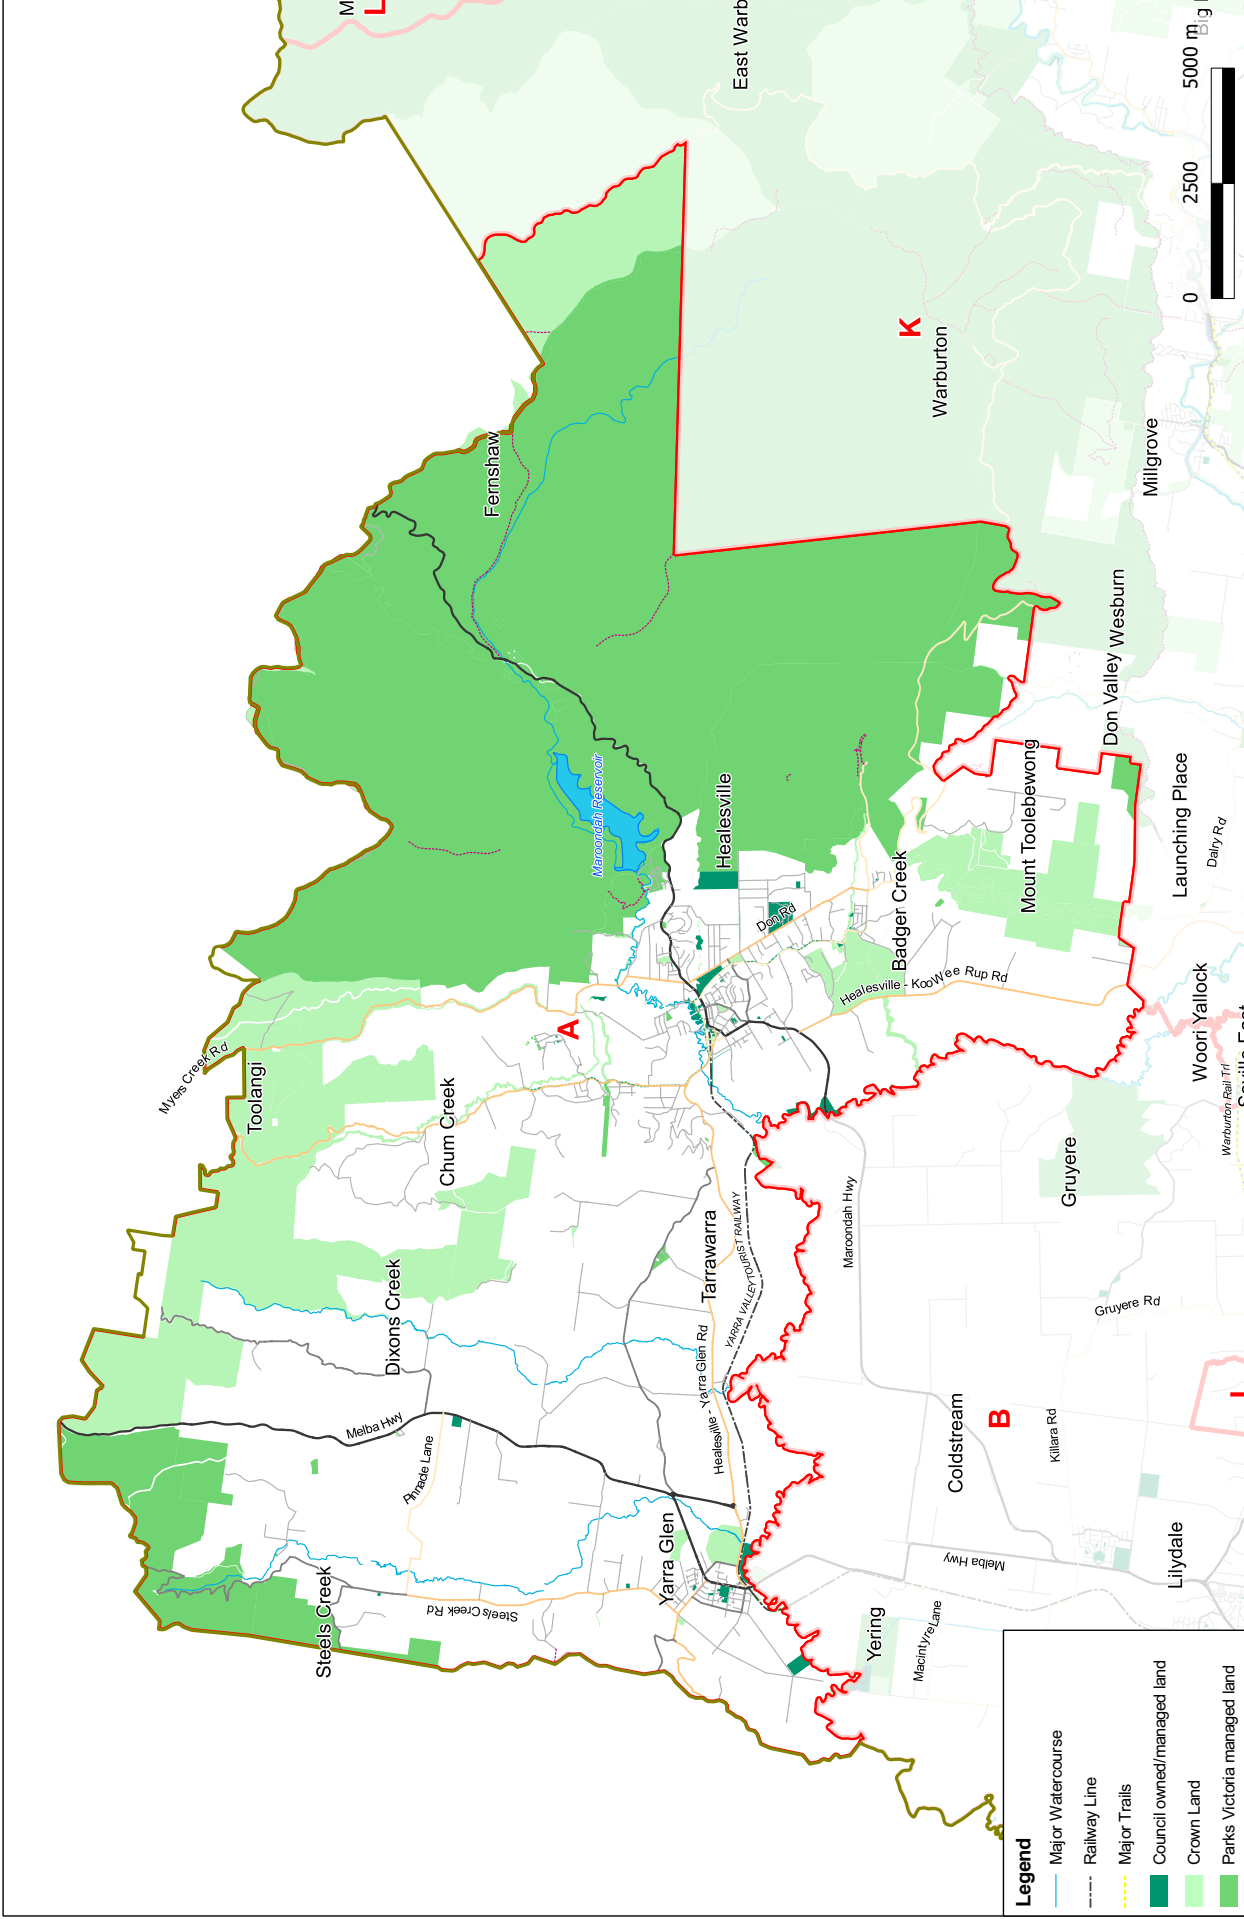 Steels Creek
Dixons Creek
Chum Creek
Toolangi
Myers Creek Rd
Fernshaw
Melba Hwy
Pinnacle Lane
Steels Creek Rd
A
Maroondah Reservoir
Yarra Glen
Healesville - Yarra Glen Rd
Tarrawarra
YARRA VALLEY TOURIST RAILWAY
Healesville
Don Rd
East Warb
Yering
Macintyre Lane
Maroondah Hwy
Healesville - Koo Wee Rup Rd
Badger Creek
K
Warburton
Melba Hwy
Coldstream
B
Killara Rd
Gruyere
Gruyere Rd
Mount Toolebewong
Don Valley
Wesburn
Millgrove
Lilydale
Woori Yallock
Warburton Rail Trl
Launching Place
Dalry Rd
0
2500
5000 m
Legend
Major Watercourse
Railway Line
Major Trails
Council owned/managed land
Crown Land
Parks Victoria managed land